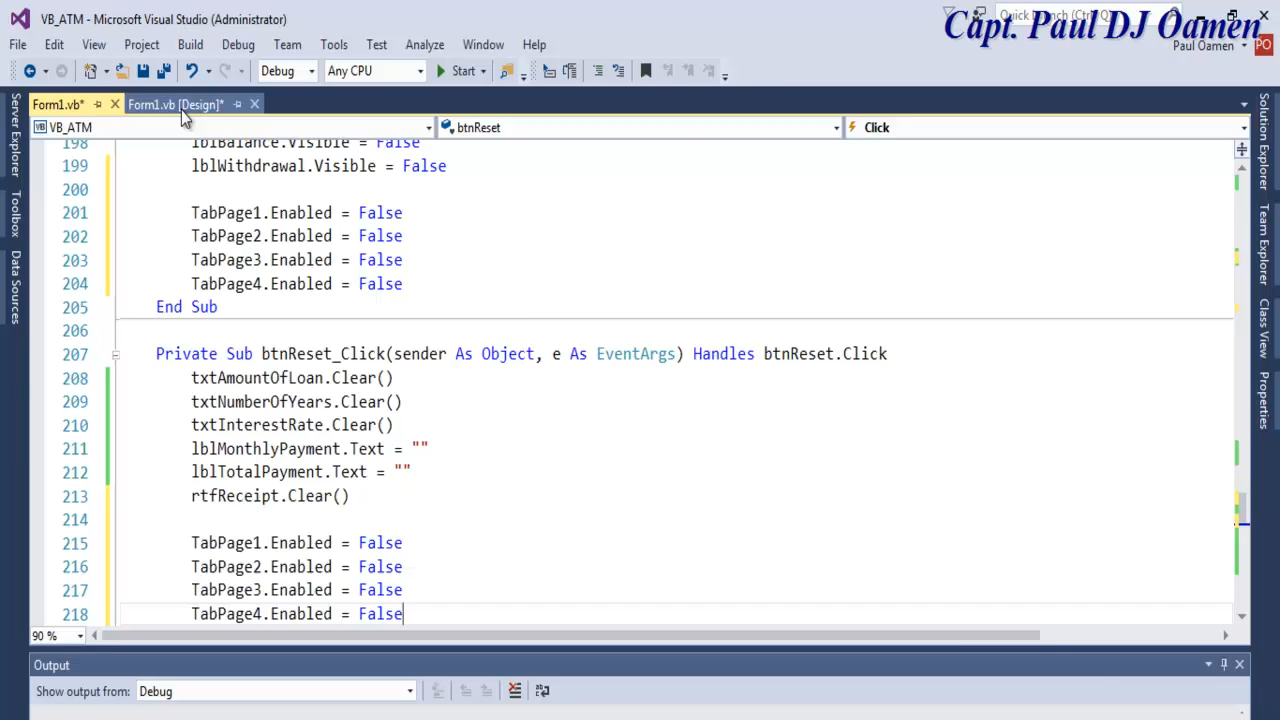 VB_ATM - Microsoft Visual Studio (Administrator)
Quick Launch (Ctrl+Q)
Capt. Paul DJ Oamen
File Edit View Project Build Debug Team Tools Test Analyze Window Help
Paul Oamen PO
Debug Any CPU Start
Form1.vb* Form1.vb [Design]*
VB_ATM btnReset Click
Server Explorer
Toolbox
Data Sources
Solution Explorer
Team Explorer
Class View
Properties
198 lblBalance.Visible = False
199 lblWithdrawal.Visible = False
200
201 TabPage1.Enabled = False
202 TabPage2.Enabled = False
203 TabPage3.Enabled = False
204 TabPage4.Enabled = False
205 End Sub
206
207 Private Sub btnReset_Click(sender As Object, e As EventArgs) Handles btnReset.Click
208 txtAmountOfLoan.Clear()
209 txtNumberOfYears.Clear()
210 txtInterestRate.Clear()
211 lblMonthlyPayment.Text = ""
212 lblTotalPayment.Text = ""
213 rtfReceipt.Clear()
214
215 TabPage1.Enabled = False
216 TabPage2.Enabled = False
217 TabPage3.Enabled = False
218 TabPage4.Enabled = False
90 %
Output
Show output from: Debug